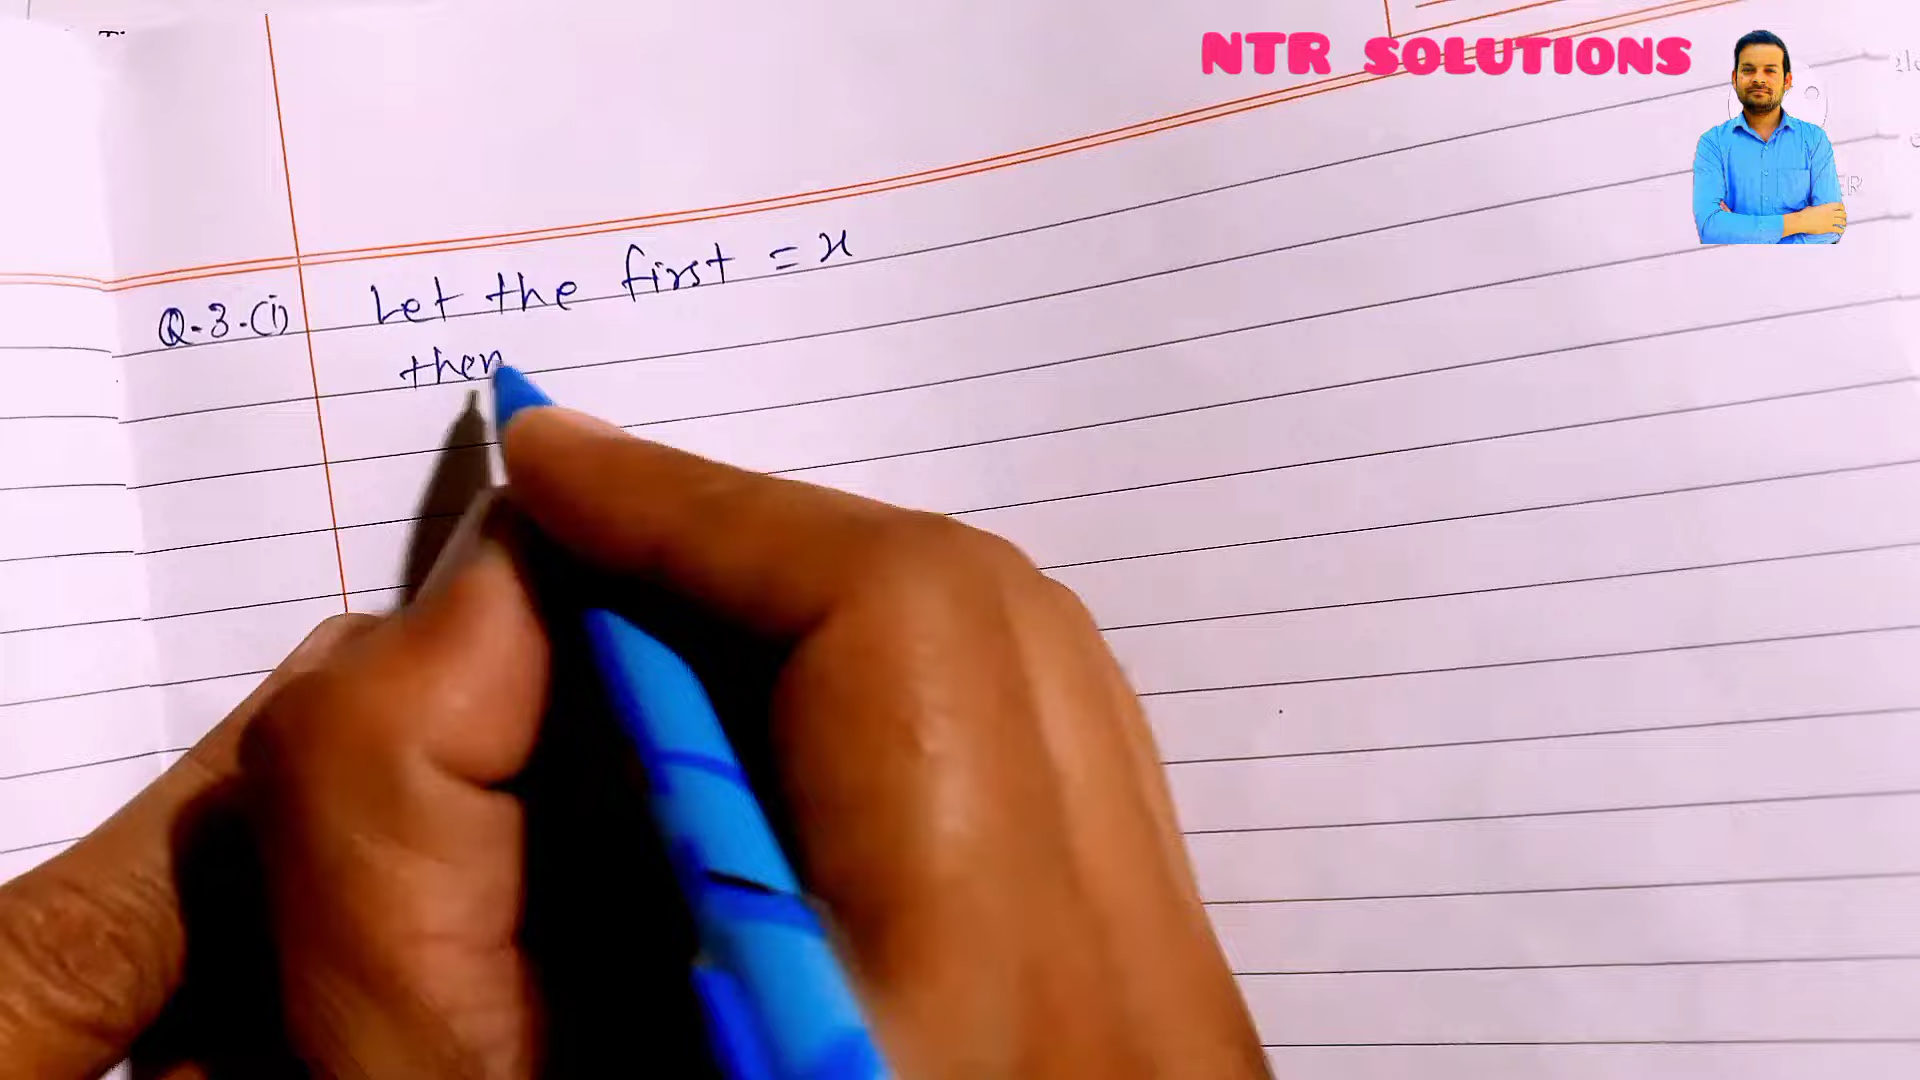 NTR SOLUTIONS
Q.3.(i) Let the first = x
then